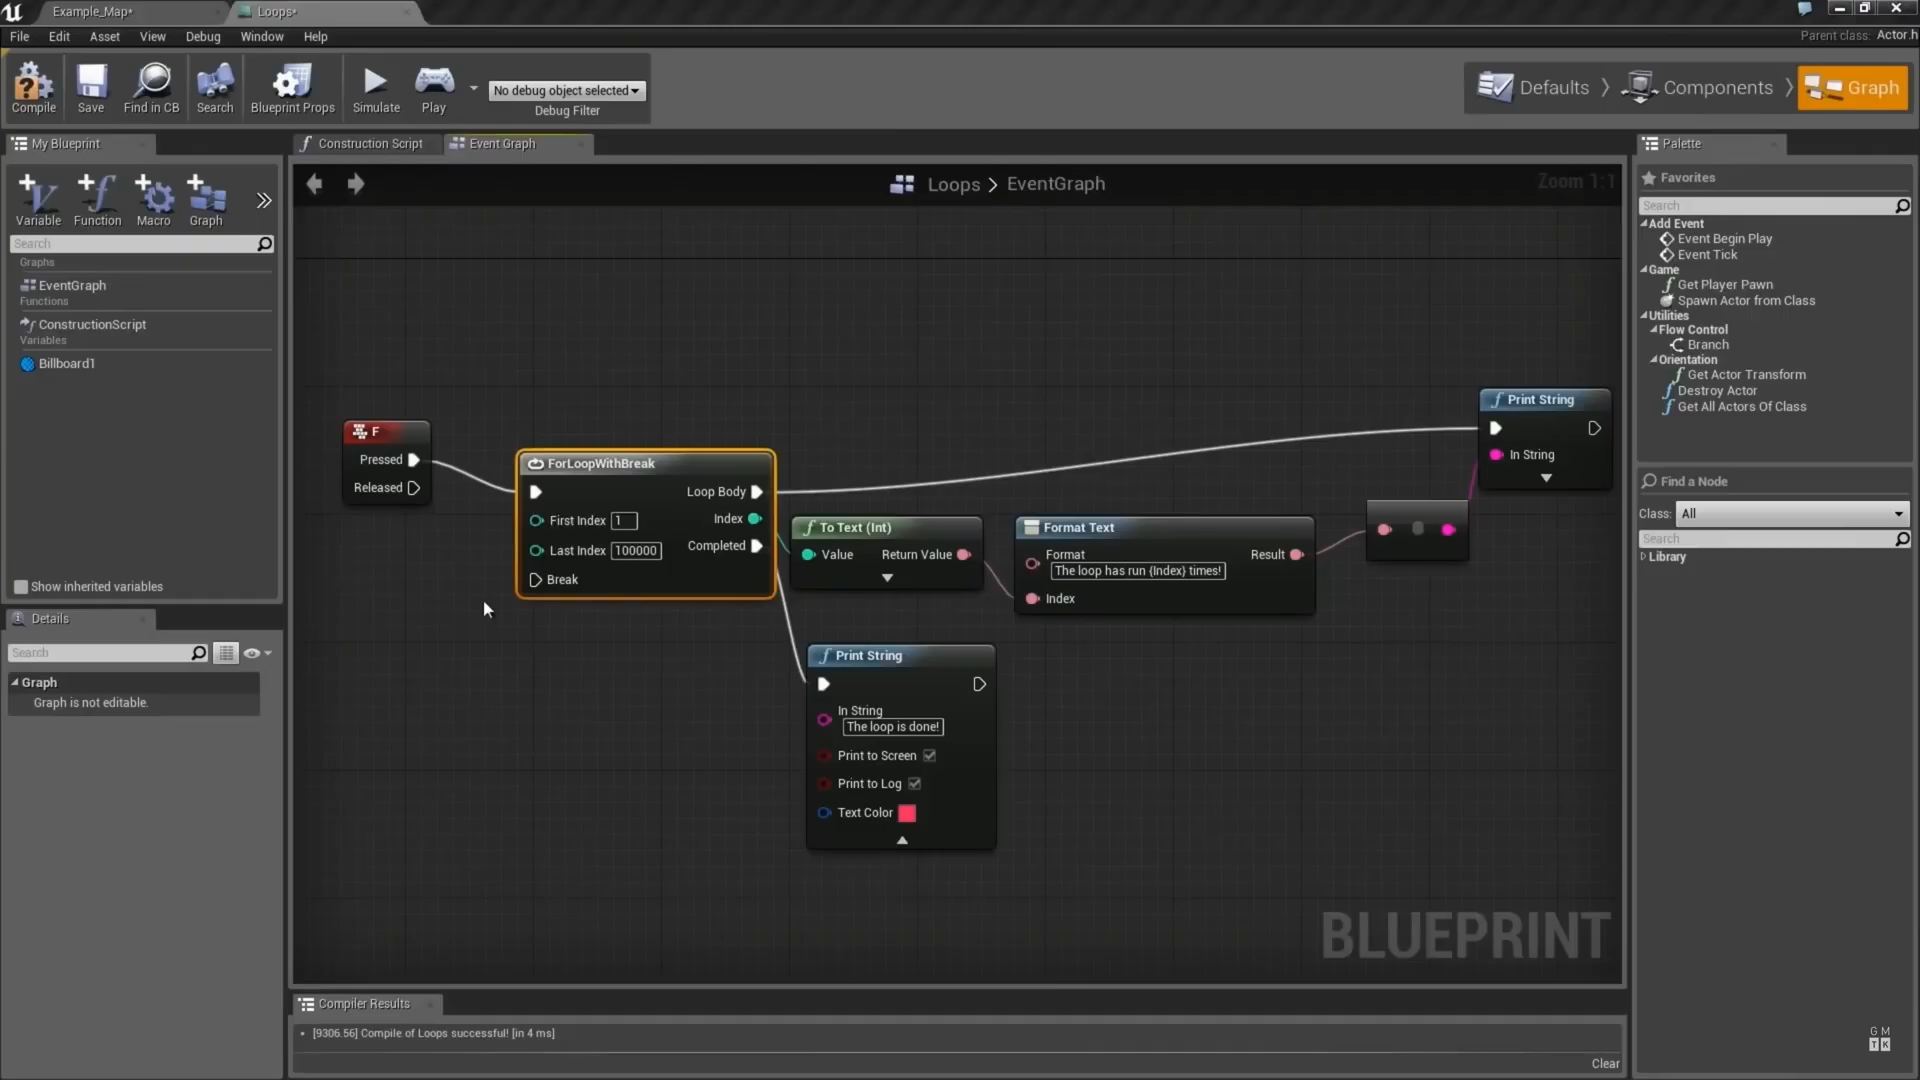 Example_Map*
Loops*
File Edit Asset View Debug Window Help
Parent class: Actor.h
Compile
Save
Find in CB
Search
Blueprint Props
Simulate
Play
No debug object selected
Debug Filter
Defaults
Components
Graph
My Blueprint
Variable
Function
Macro
Graph
Search
Graphs
EventGraph
Functions
ConstructionScript
Variables
Billboard1
Show inherited variables
Details
Search
Graph
Graph is not editable.
Construction Script
Event Graph
Loops > EventGraph
Zoom 1:1
F
Pressed
Released
ForLoopWithBreak
Loop Body
First Index 1
Index
Last Index 100000
Completed
Break
To Text (Int)
Value
Return Value
Format Text
Format
The loop has run {Index} times!
Result
Index
Print String
In String
Print String
In String
The loop is done!
Print to Screen
Print to Log
Text Color
BLUEPRINT
Compiler Results
[9306.56] Compile of Loops successful! [in 4 ms]
Clear
Palette
Favorites
Search
Add Event
Event Begin Play
Event Tick
Game
Get Player Pawn
Spawn Actor from Class
Utilities
Flow Control
Branch
Orientation
Get Actor Transform
Destroy Actor
Get All Actors Of Class
Find a Node
Class: All
Search
Library
G M
T K